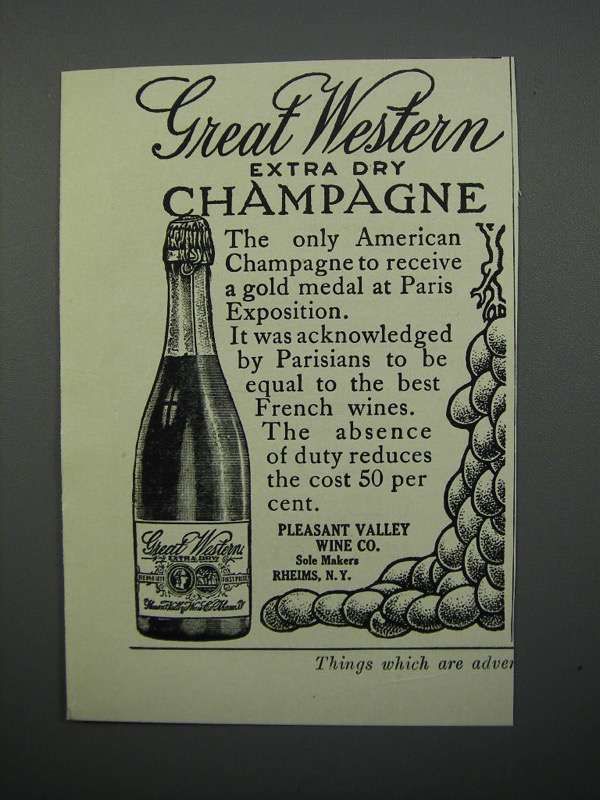 Great Western
EXTRA DRY
CHAMPAGNE
The only American
Champagne to receive
a gold medal at Paris
Exposition.
It was acknowledged
by Parisians to be
equal to the best
French wines.
The absence
of duty reduces
the cost 50 per
cent.
PLEASANT VALLEY
WINE CO.
Sole Makers
RHEIMS, N.Y.
Great Western
EXTRA DRY
Things which are adver